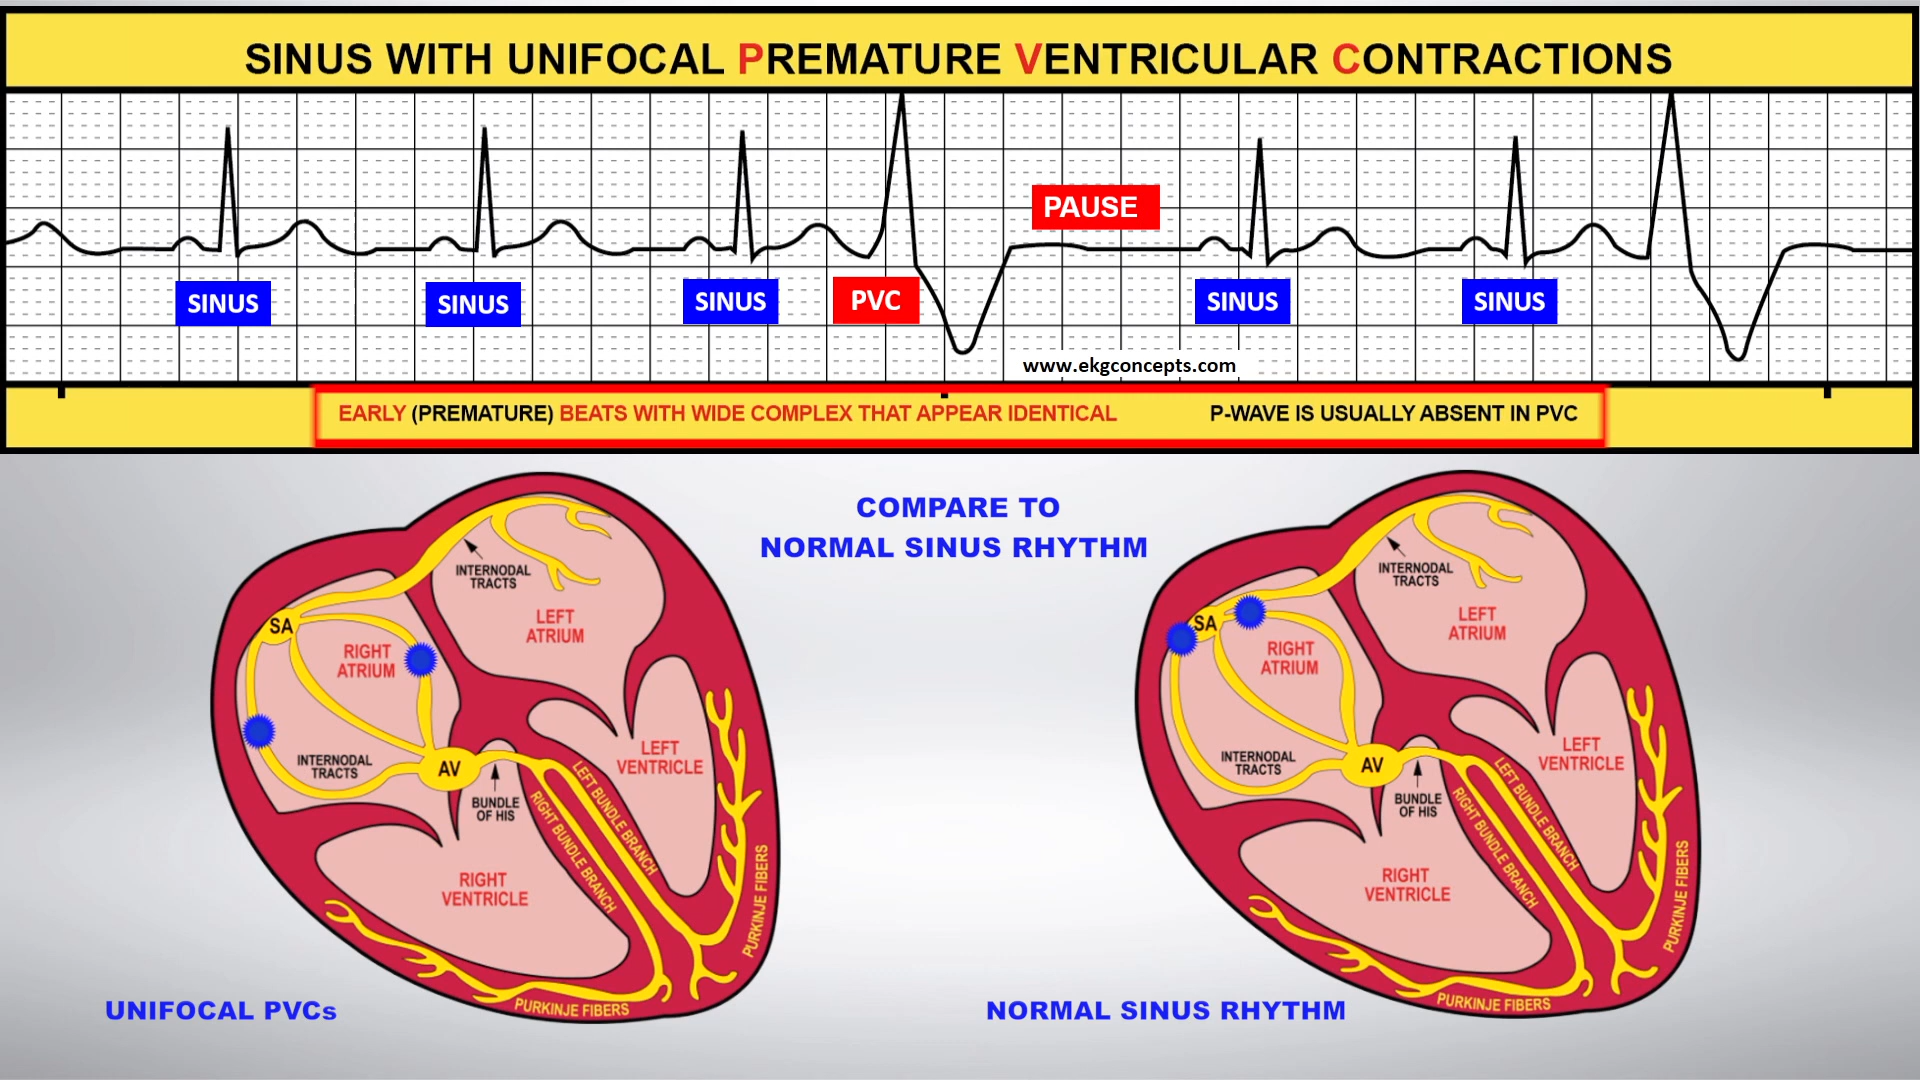 SINUS WITH UNIFOCAL PREMATURE VENTRICULAR CONTRACTIONS
PAUSE
SINUS
SINUS
SINUS
PVC
SINUS
SINUS
www.ekgconcepts.com
EARLY (PREMATURE) BEATS WITH WIDE COMPLEX THAT APPEAR IDENTICAL
P-WAVE IS USUALLY ABSENT IN PVC
COMPARE TO
NORMAL SINUS RHYTHM
INTERNODAL
TRACTS
LEFT
ATRIUM
SA
RIGHT
ATRIUM
INTERNODAL
TRACTS
AV
BUNDLE
OF HIS
LEFT
VENTRICLE
LEFT BUNDLE BRANCH
RIGHT BUNDLE BRANCH
RIGHT
VENTRICLE
PURKINJE FIBERS
PURKINJE FIBERS
UNIFOCAL PVCs
INTERNODAL
TRACTS
LEFT
ATRIUM
SA
RIGHT
ATRIUM
INTERNODAL
TRACTS
AV
BUNDLE
OF HIS
LEFT
VENTRICLE
LEFT BUNDLE BRANCH
RIGHT BUNDLE BRANCH
RIGHT
VENTRICLE
PURKINJE FIBERS
PURKINJE FIBERS
NORMAL SINUS RHYTHM